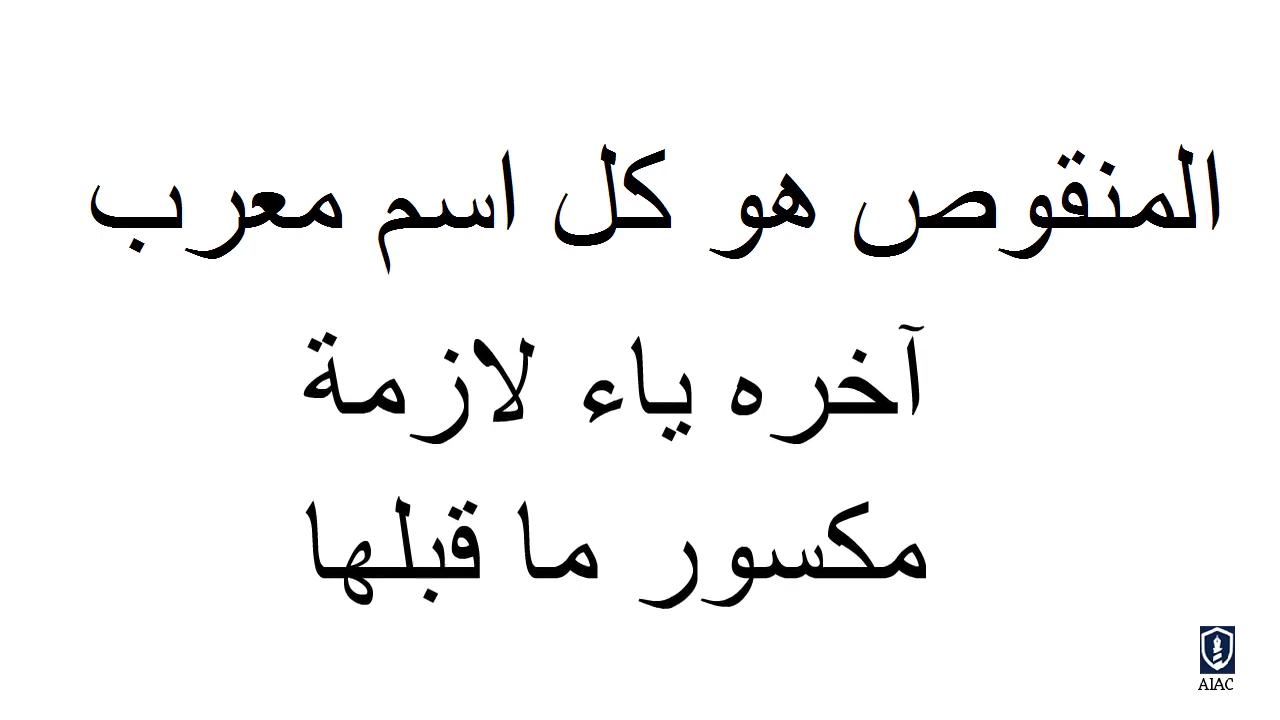 المنقوص هو كل اسم معرب
آخره ياء لازمة
مكسور ما قبلها
AIAC